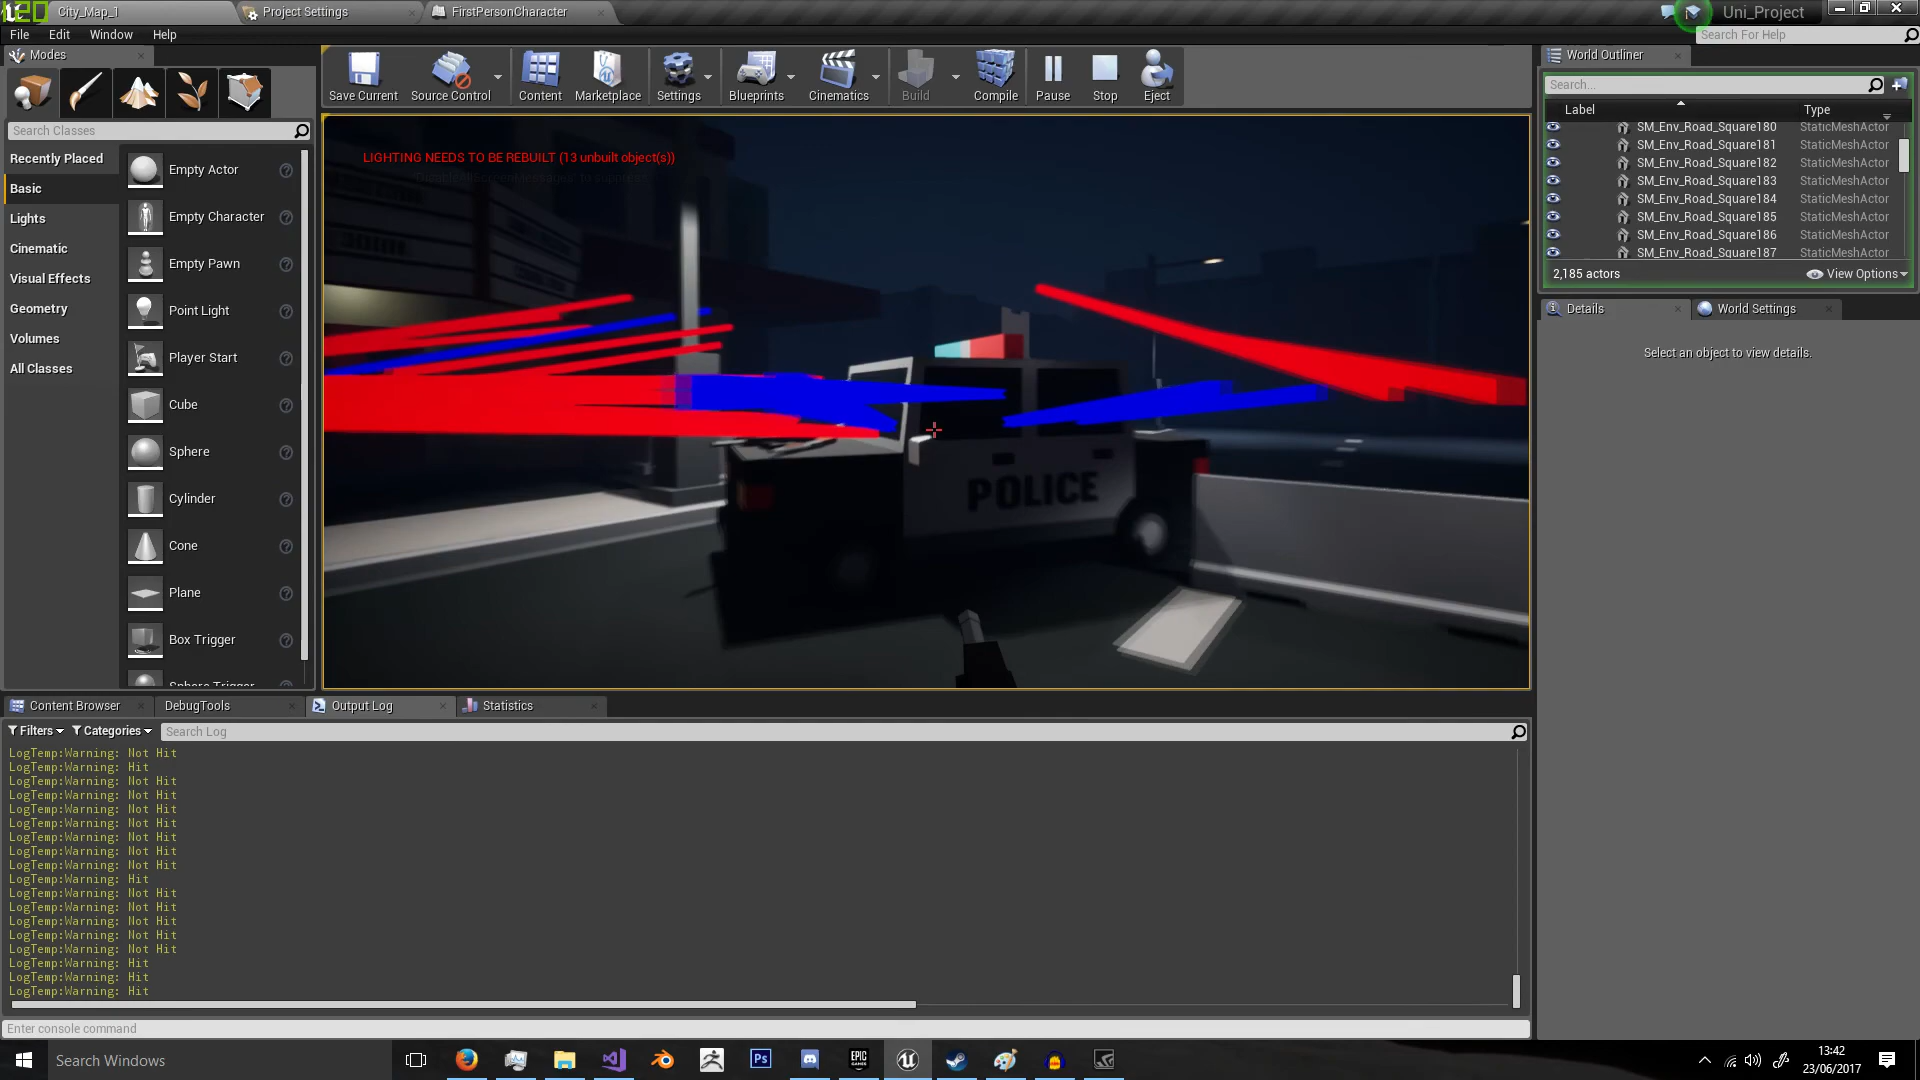 120
City_Map_1
Project Settings
FirstPersonCharacter
Uni_Project
File Edit Window Help
Search For Help
Modes
Save Current
Source Control
Content
Marketplace
Settings
Blueprints
Cinematics
Build
Compile
Pause
Stop
Eject
World Outliner
Search...
Label Type
SM_Env_Road_Square180 StaticMeshActor
SM_Env_Road_Square181 StaticMeshActor
SM_Env_Road_Square182 StaticMeshActor
SM_Env_Road_Square183 StaticMeshActor
SM_Env_Road_Square184 StaticMeshActor
SM_Env_Road_Square185 StaticMeshActor
SM_Env_Road_Square186 StaticMeshActor
SM_Env_Road_Square187 StaticMeshActor
2,185 actors
View Options
Search Classes
Recently Placed
Basic
Lights
Cinematic
Visual Effects
Geometry
Volumes
All Classes
Empty Actor
Empty Character
Empty Pawn
Point Light
Player Start
Cube
Sphere
Cylinder
Cone
Plane
Box Trigger
Sphere Trigger
LIGHTING NEEDS TO BE REBUILT (13 unbuilt object(s))
'DisableAllScreenMessages' to suppress
POLICE
Details
World Settings
Select an object to view details.
Content Browser
DebugTools
Output Log
Statistics
Filters
Categories
Search Log
LogTemp:Warning: Not Hit
LogTemp:Warning: Hit
LogTemp:Warning: Not Hit
LogTemp:Warning: Not Hit
LogTemp:Warning: Not Hit
LogTemp:Warning: Not Hit
LogTemp:Warning: Not Hit
LogTemp:Warning: Not Hit
LogTemp:Warning: Not Hit
LogTemp:Warning: Hit
LogTemp:Warning: Not Hit
LogTemp:Warning: Not Hit
LogTemp:Warning: Not Hit
LogTemp:Warning: Not Hit
LogTemp:Warning: Not Hit
LogTemp:Warning: Hit
LogTemp:Warning: Hit
LogTemp:Warning: Hit
Enter console command
Search Windows
Ps
EPIC
GAMES
13:42
23/06/2017